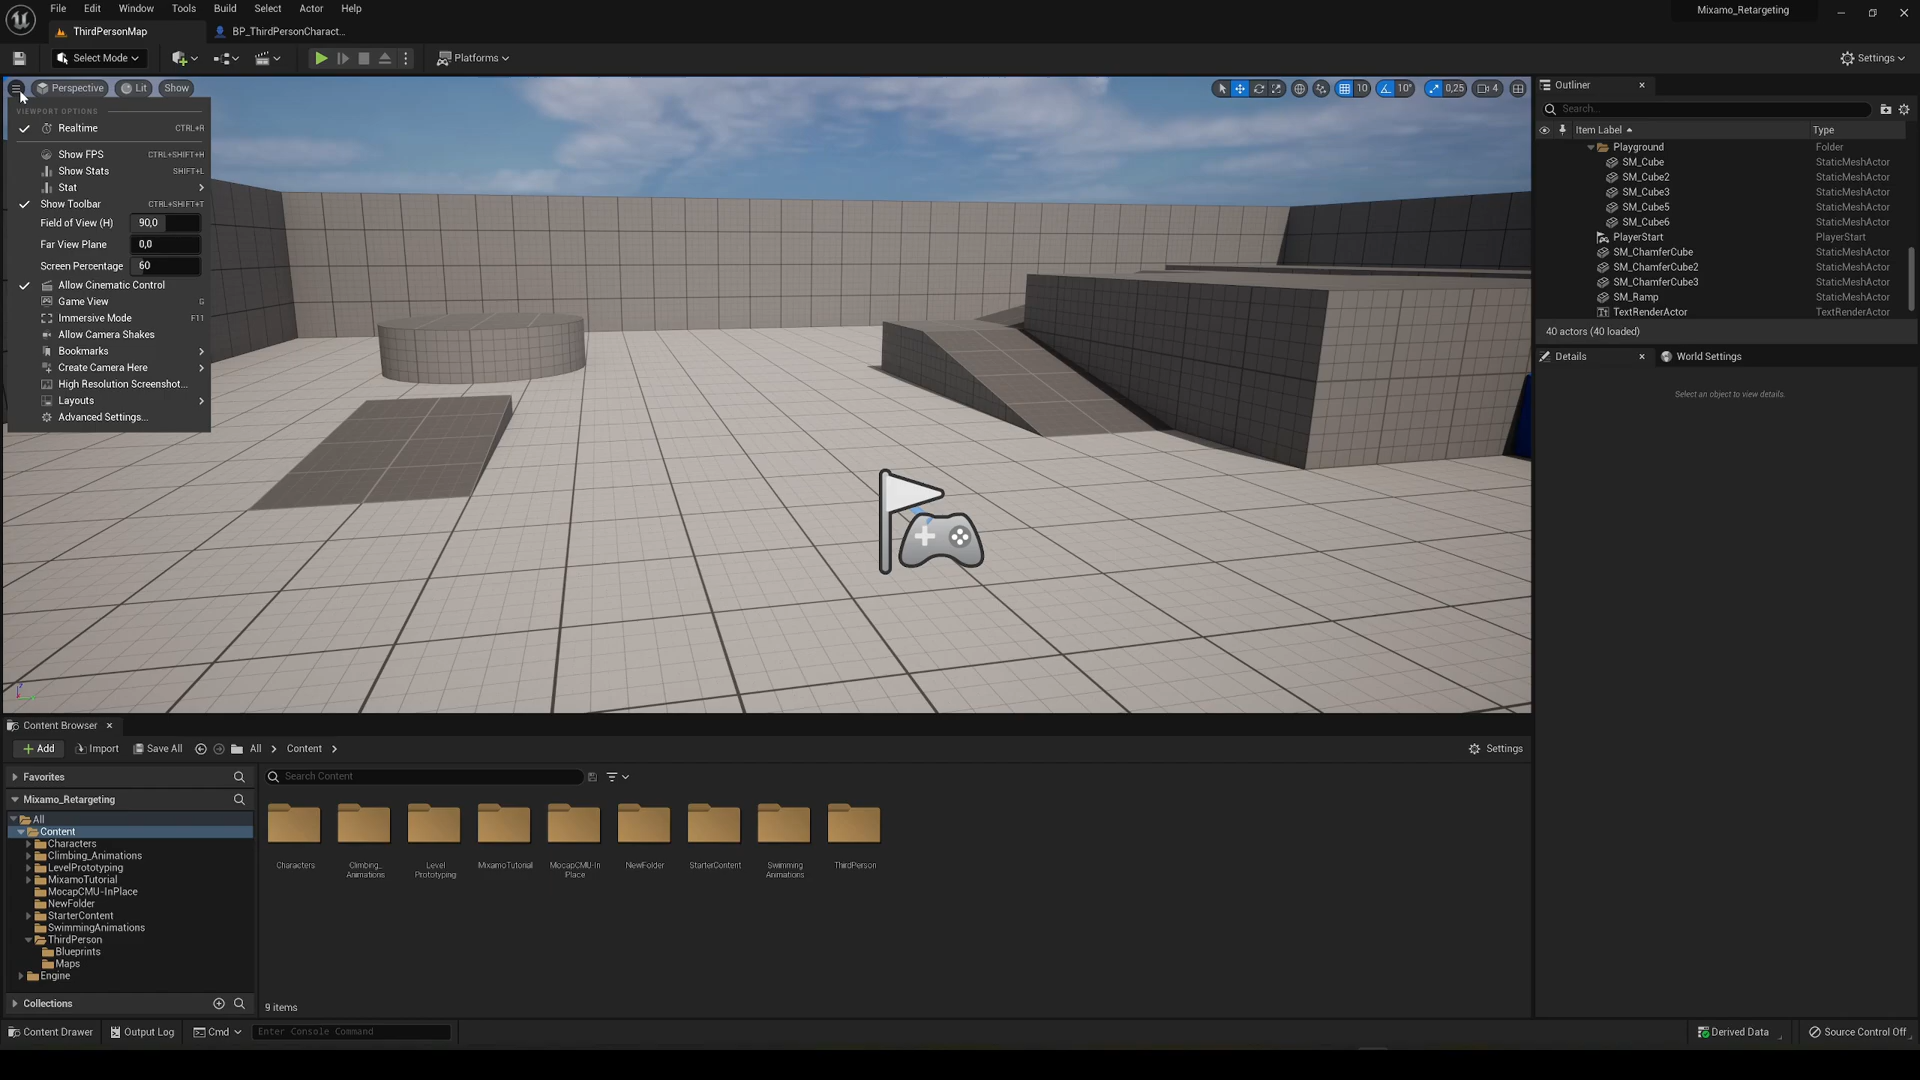 File Edit Window Tools Build Select Actor Help
Mixamo_Retargeting
ThirdPersonMap
BP_ThirdPersonCharact...
Select Mode
Platforms
Settings
Perspective
Lit
Show
10
10°
0,25
4
VIEWPORT OPTIONS
Realtime CTRL+R
Show FPS CTRL+SHIFT+H
Show Stats SHIFT+L
Stat
Show Toolbar CTRL+SHIFT+T
Field of View (H) 90,0
Far View Plane 0,0
Screen Percentage 60
Allow Cinematic Control
Game View G
Immersive Mode F11
Allow Camera Shakes
Bookmarks
Create Camera Here
High Resolution Screenshot...
Layouts
Advanced Settings...
Outliner
Search...
Item Label Type
Playground Folder
SM_Cube StaticMeshActor
SM_Cube2 StaticMeshActor
SM_Cube3 StaticMeshActor
SM_Cube5 StaticMeshActor
SM_Cube6 StaticMeshActor
PlayerStart PlayerStart
SM_ChamferCube StaticMeshActor
SM_ChamferCube2 StaticMeshActor
SM_ChamferCube3 StaticMeshActor
SM_Ramp StaticMeshActor
TextRenderActor TextRenderActor
40 actors (40 loaded)
Details
World Settings
Select an object to view details.
Content Browser
Add
Import
Save All
All
Content
Settings
Favorites
Search Content
Mixamo_Retargeting
All
Content
Characters
Climbing_Animations
LevelPrototyping
MixamoTutorial
MocapCMU-InPlace
NewFolder
StarterContent
SwimmingAnimations
ThirdPerson
Blueprints
Maps
Engine
Collections
Characters
Climbing_
Animations
Level
Prototyping
MixamoTutorial
MocapCMU-In
Place
NewFolder
StarterContent
Swimming
Animations
ThirdPerson
9 items
Content Drawer
Output Log
Cmd
Enter Console Command
Derived Data
Source Control Off